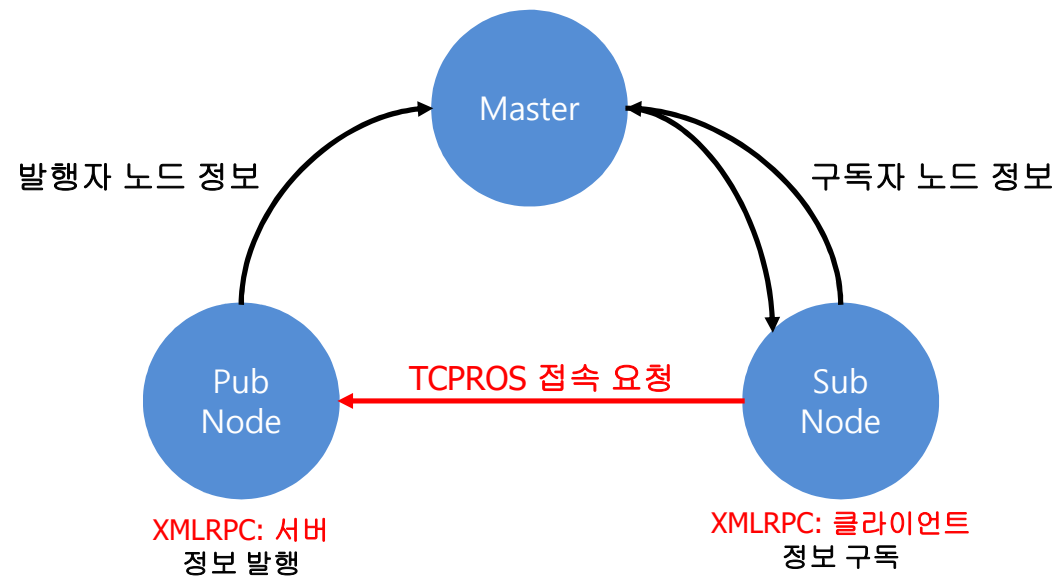 Master
발행자 노드 정보
구독자 노드 정보
TCPROS 접속 요청
Pub
Node
Sub
Node
XMLRPC: 서버
정보 발행
XMLRPC: 클라이언트
정보 구독